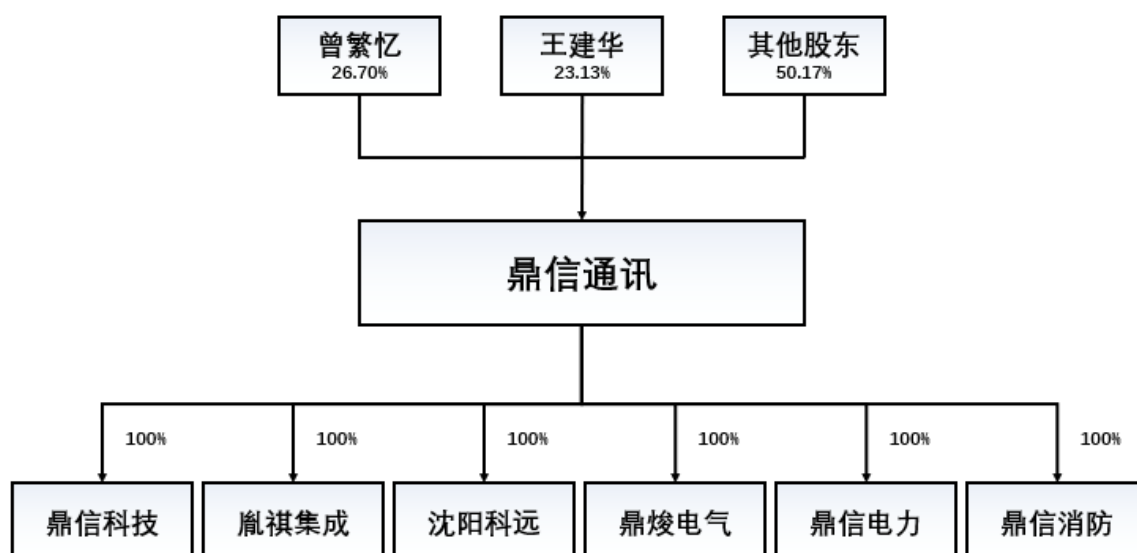 曾繁忆
26.70%
王建华
23.13%
其他股东
50.17%
鼎信通讯
100%
100%
100%
100%
100%
100%
鼎信科技
胤祺集成
沈阳科远
鼎焌电气
鼎信电力
鼎信消防